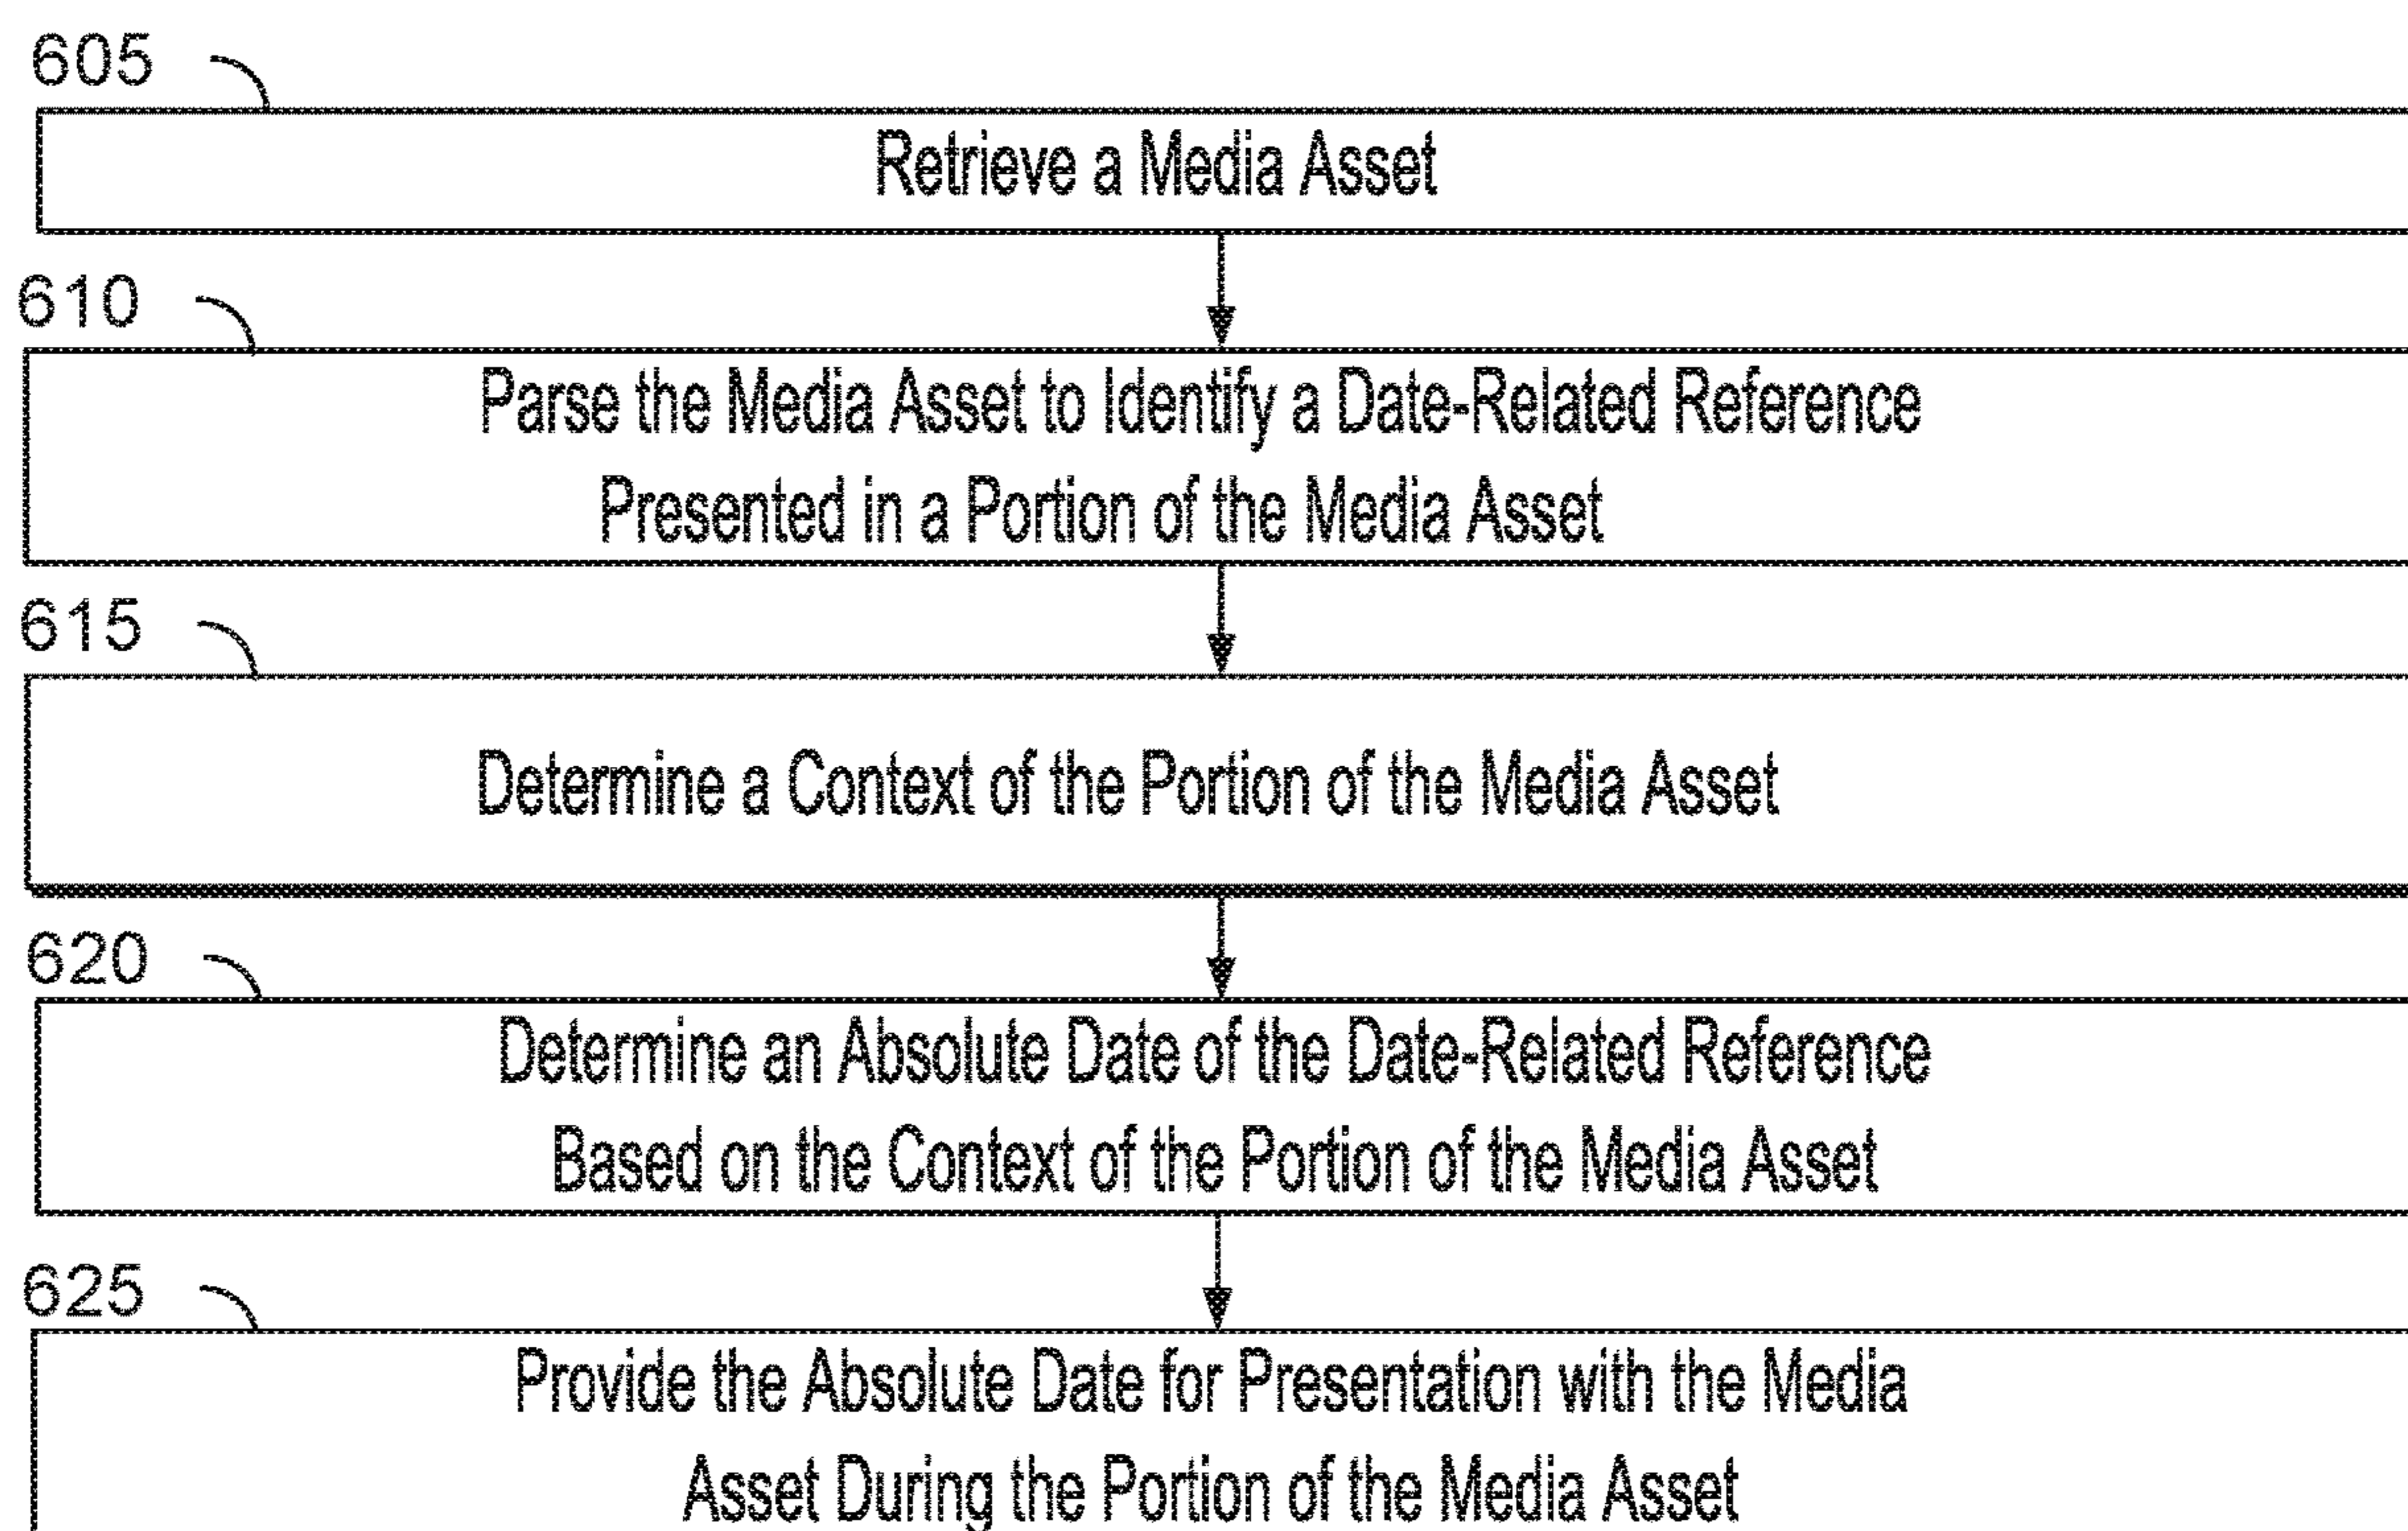 605
Retrieve a Media Asset
610
Parse the Media Asset to Identify a Date-Related Reference
Presented in a Portion of the Media Asset
615
Determine a Context of the Portion of the Media Asset
620
Determine an Absolute Date of the Date-Related Reference
Based on the Context of the Portion of the Media Asset
625
Provide the Absolute Date for Presentation with the Media
Asset During the Portion of the Media Asset